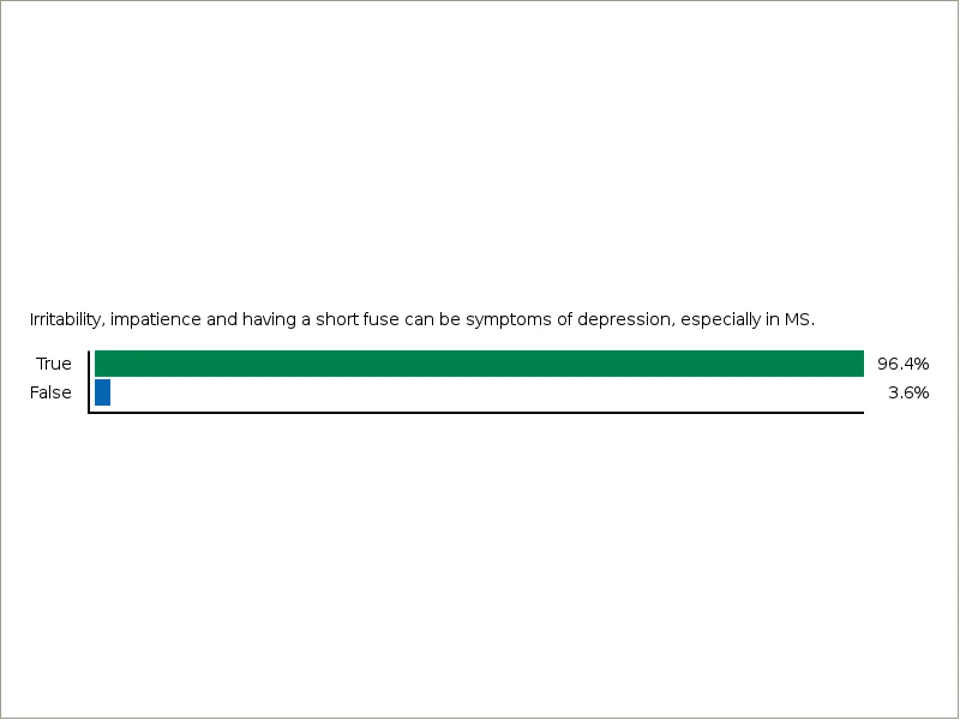 Irritability, impatience and having a short fuse can be symptoms of depression, especially in MS.
True 96.4%
False 3.6%